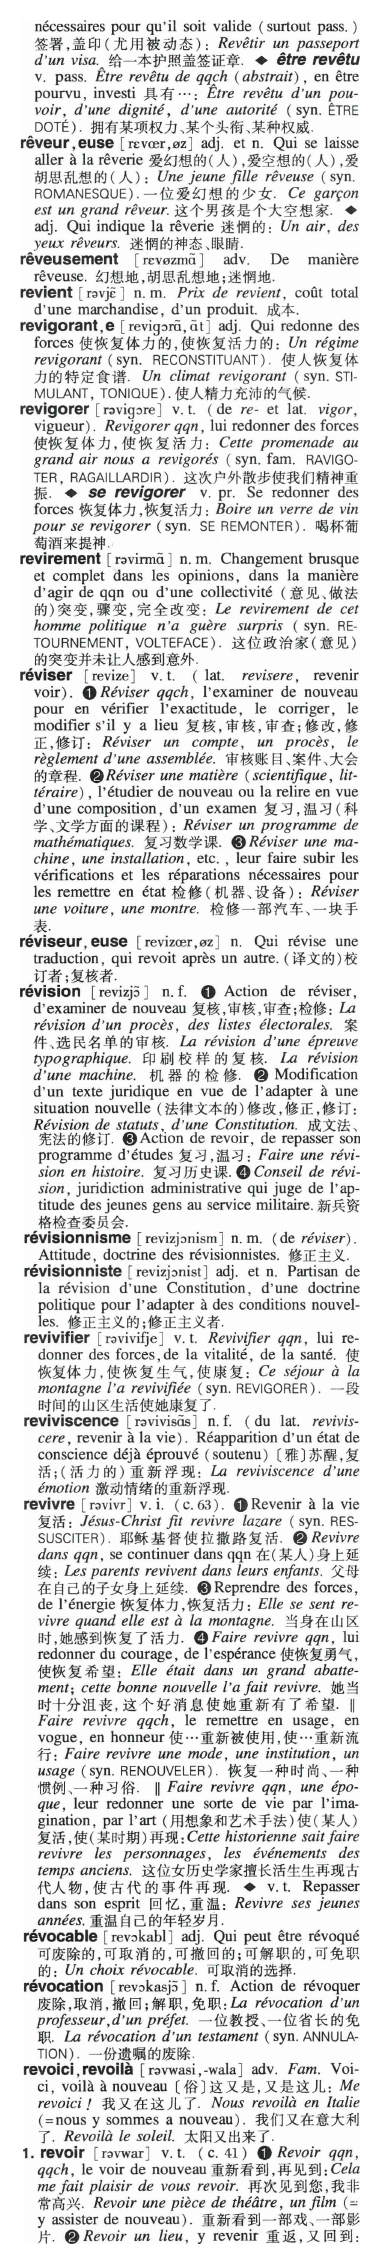 nécessaires pour qu'il soit valide (surtout pass.)
签署,盖印(尤用被动态): Revêtir un passeport
d'un visa. 给一本护照盖签证章. ◆ être revêtu
v. pass. Être revêtu de qqch (abstrait), en être
pourvu, investi 具有…: Être revêtu d'un pou-
voir, d'une dignité, d'une autorité (syn. ÊTRE
DOTÉ). 拥有某项权力、某个头衔、某种权威.
rêveur,euse [rɛvœr,øz] adj. et n. Qui se laisse
aller à la rêverie 爱幻想的(人),爱空想的(人),爱
胡思乱想的(人): Une jeune fille rêveuse (syn.
ROMANESQUE).一位爱幻想的少女. Ce garçon
est un grand rêveur.这个男孩是个大空想家. ◆
adj. Qui indique la rêverie 迷惘的: Un air, des
yeux rêveurs. 迷惘的神态、眼睛.
rêveusement [rɛvøzmã] adv. De manière
rêveuse. 幻想地,胡思乱想地;迷惘地.
revient [rəvjɛ̃] n. m. Prix de revient, coût total
d'une marchandise, d'un produit. 成本.
revigorant,e [revigɔrã,ãt] adj. Qui redonne des
forces 使恢复体力的,使恢复活力的: Un régime
revigorant (syn. RECONSTITUANT). 使人恢复体
力的特定食谱. Un climat revigorant (syn. STI-
MULANT, TONIQUE).使人精力充沛的气候.
revigorer [rəvigɔre] v. t. (de re- et lat. vigor,
vigueur). Revigorer qqn, lui redonner des forces
使恢复体力,使恢复活力: Cette promenade au
grand air nous a revigorés (syn. fam. RAVIGO-
TER, RAGAILLARDIR). 这次户外散步使我们精神重
振. ◆ se revigorer v. pr. Se redonner des
forces 恢复体力,恢复活力: Boire un verre de vin
pour se revigorer (syn. SE REMONTER). 喝杯葡
萄酒来提神.
revirement [rəvirmã] n. m. Changement brusque
et complet dans les opinions, dans la manière
d'agir de qqn ou d'une collectivité (意见、做法
的)突变,骤变,完全改变: Le revirement de cet
homme politique n'a guère surpris (syn. RE-
TOURNEMENT, VOLTEFACE). 这位政治家(意见)
的突变并未让人感到意外.
réviser [revize] v. t. (lat. revisere, revenir
voir). ❶Réviser qqch, l'examiner de nouveau
pour en vérifier l'exactitude, le corriger, le
modifier s'il y a lieu 复核,审核,审查;修改,修
正,修订: Réviser un compte, un procès, le
règlement d'une assemblée. 审核账目、案件、大会
的章程. ❷Réviser une matière (scientifique, lit-
téraire), l'étudier de nouveau ou la relire en vue
d'une composition, d'un examen 复习,温习(科
学、文学方面的课程): Réviser un programme de
mathématiques. 复习数学课. ❸Réviser une ma-
chine, une installation, etc., leur faire subir les
vérifications et les réparations nécessaires pour
les remettre en état 检修(机器、设备): Réviser
une voiture, une montre. 检修一部汽车、一块手
表.
réviseur, euse [revizœr,øz] n. Qui révise une
traduction, qui revoit après un autre. (译文的)校
订者;复核者.
révision [revizjɔ̃] n. f. ❶ Action de réviser,
d'examiner de nouveau 复核,审核,审查;检修: La
révision d'un procès, des listes électorales. 案
件、选民名单的审核. La révision d'une épreuve
typographique. 印刷校样的复核. La révision
d'une machine. 机器的检修. ❷ Modification
d'un texte juridique en vue de l'adapter à une
situation nouvelle (法律文本的)修改,修正,修订:
Révision de statuts, d'une Constitution. 成文法、
宪法的修订. ❸Action de revoir, de repasser son
programme d'études 复习,温习: Faire une révi-
sion en histoire. 复习历史课.❹Conseil de révi-
sion, juridiction administrative qui juge de l'ap-
titude des jeunes gens au service militaire. 新兵资
格检查委员会.
révisionnisme [revizjɔnism] n. m. (de réviser).
Attitude, doctrine des révisionnistes. 修正主义.
révisionniste [revizjɔnist] adj. et n. Partisan de
la révision d'une Constitution, d'une doctrine
politique pour l'adapter à des conditions nouvel-
les. 修正主义的;修正主义者.
revivifier [rəvivifje] v. t. Revivifier qqn, lui re-
donner des forces,de la vitalité, de la santé. 使
恢复体力,使恢复生气,使康复: Ce séjour à la
montagne l'a revivifiée (syn. REVIGORER). 一段
时间的山区生活使她康复了.
reviviscence [rəvivisãs] n. f. (du lat. revivis-
cere, revenir à la vie). Réapparition d'un état de
conscience déjà éprouvé (soutenu) [雅]苏醒,复
活;(活力的)重新浮现: La reviviscence d'une
émotion 激动情绪的重新浮现.
revivre [rəvivr] v. i. (c. 63). ❶Revenir à la vie
复活: Jésus-Christ fit revivre lazare (syn. RES-
SUSCITER). 耶稣基督使拉撒路复活. ❷Revivre
dans qqn, se continuer dans qqn 在(某人)身上延
续: Les parents revivent dans leurs enfants. 父母
在自己的子女身上延续. ❸Reprendre des forces,
de l'énergie 恢复体力,恢复活力: Elle se sent re-
vivre quand elle est à la montagne. 当身在山区
时,她感到恢复了活力. ❹Faire revivre qqn, lui
redonner du courage, de l'espérance 使恢复勇气,
使恢复希望: Elle était dans un grand abatte-
ment; cette bonne nouvelle l'a fait revivre. 她当
时十分沮丧,这个好消息使她重新有了希望. ‖
Faire revivre qqch, le remettre en usage, en
vogue, en honneur 使…重新被使用,使…重新流
行: Faire revivre une mode, une institution, un
usage (syn. RENOUVELER). 恢复一种时尚、一种
惯例、一种习俗. ‖ Faire revivre qqn, une épo-
que, leur redonner une sorte de vie par l'ima-
gination, par l'art (用想象和艺术手法)使(某人)
复活,使(某时期)再现:Cette historienne sait faire
revivre les personnages, les événements des
temps anciens. 这位女历史学家擅长活生生再现古
代人物,使古代的事件再现. ◆ v. t. Repasser
dans son esprit 回忆,重温: Revivre ses jeunes
années.重温自己的年轻岁月.
révocable [revɔkabl] adj. Qui peut être révoqué
可废除的,可取消的,可撤回的;可解职的,可免职
的: Un choix révocable. 可取消的选择.
révocation [revɔkasjɔ̃] n. f. Action de révoquer
废除,取消,撤回;解职,免职:La révocation d'un
professeur,d'un préfet. 一位教授、一位省长的免
职. La révocation d'un testament (syn. ANNULA-
TION). 一份遗嘱的废除.
revoici,revoilà [rəvwasi,-wala] adv. Fam. Voi-
ci, voilà à nouveau [俗]这又是,又是这儿: Me
revoici! 我又在这儿了. Nous revoilà en Italie
(=nous y sommes a nouveau). 我们又在意大利
了. Revoilà le soleil. 太阳又出来了.
1. revoir [rəvwar] v. t. (c. 41) ❶ Revoir qqn,
qqch, le voir de nouveau 重新看到,再见到:Cela
me fait plaisir de vous revoir. 再次见到您,我非
常高兴. Revoir une pièce de théâtre, un film (=
y assister de nouveau). 重新看到一部戏、一部影
片. ❷Revoir un lieu, y revenir 重返,又回到: